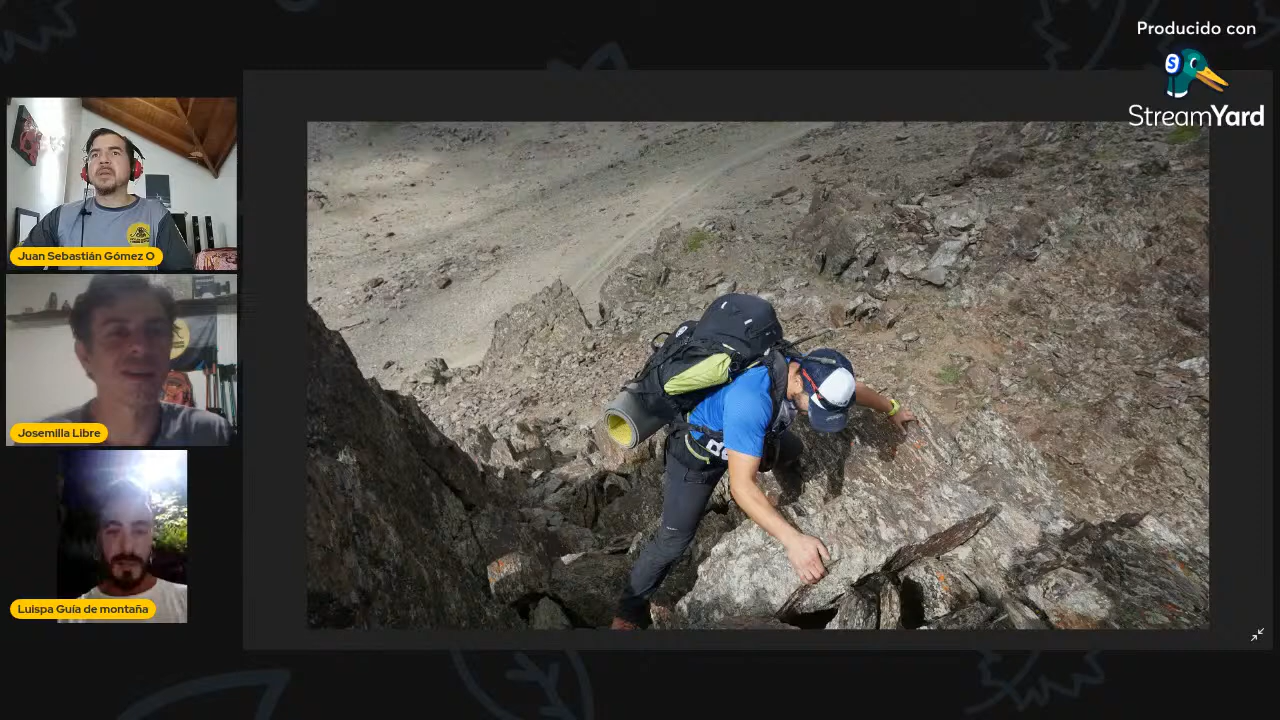 Producido con
StreamYard
Juan Sebastián Gómez O
Josemilla Libre
Luispa Guía de montaña